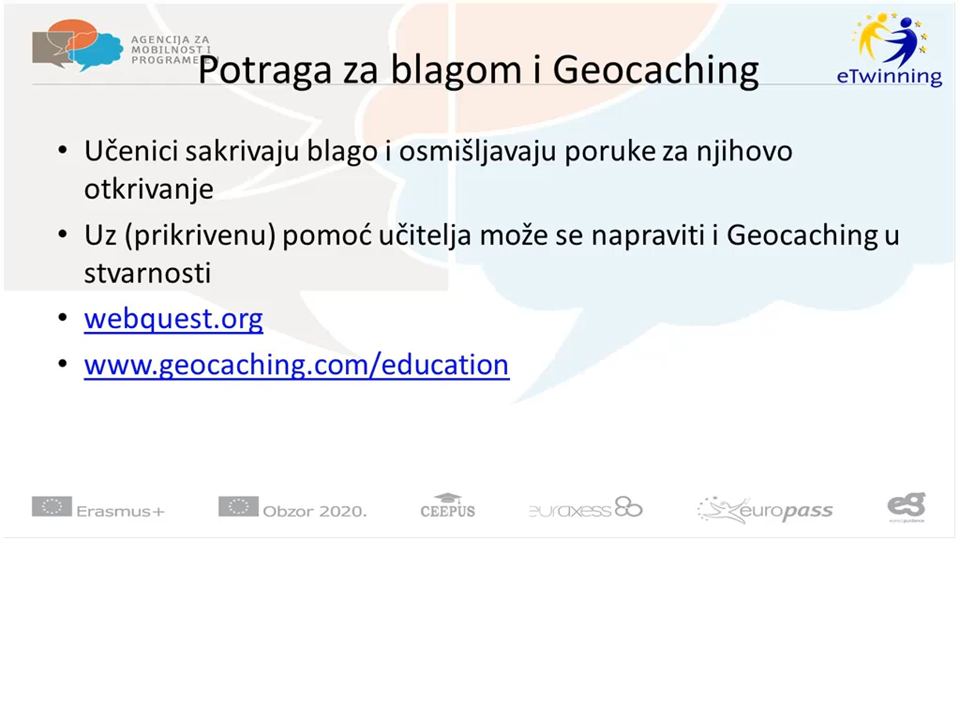 AGENCIJA ZA
MOBILNOST I
PROGRAME
eTwinning
Potraga za blagom i Geocaching
• Učenici sakrivaju blago i osmišljavaju poruke za njihovo
otkrivanje
• Uz (prikrivenu) pomoć učitelja može se napraviti i Geocaching u
stvarnosti
• webquest.org
• www.geocaching.com/education
Erasmus+
Obzor 2020.
CEEPUS
euraxess
europass
eg